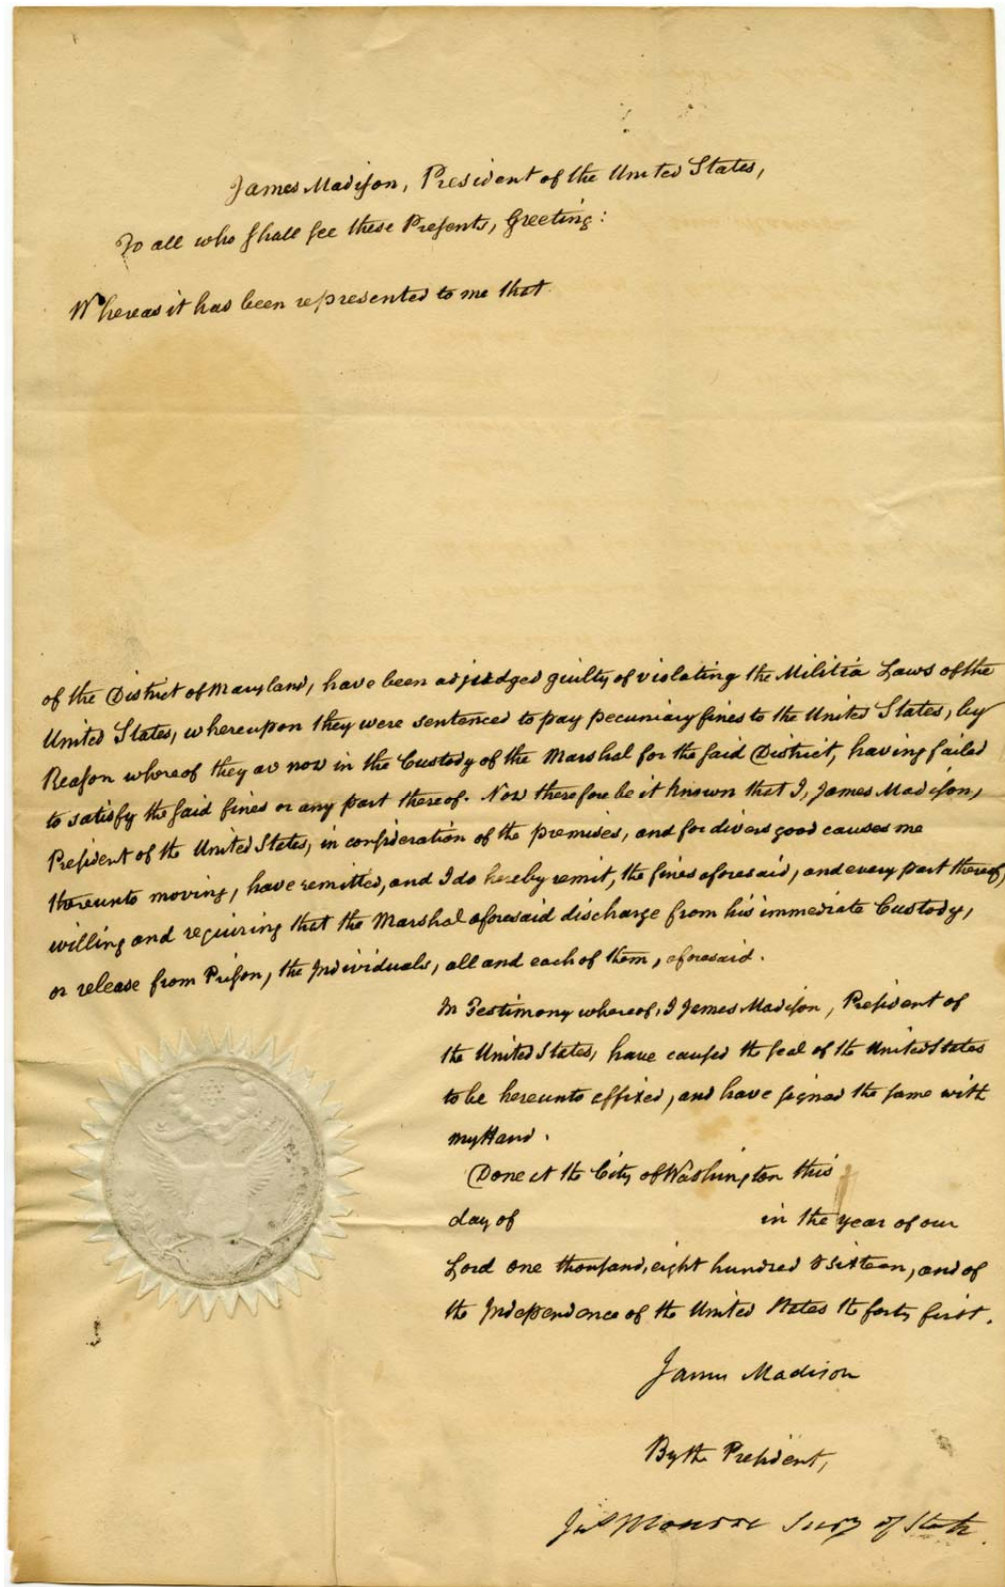 James Madison, President of the United States,
To all who shall see these Presents, Greeting:
Whereas it has been represented to me that
of the District of Maryland, have been adjudged guilty of violating the Militia Laws of the
United States, whereupon they were sentenced to pay pecuniary fines to the United States, by
Reason whereof they are now in the Custody of the Marshal for the said District, having failed
to satisfy the said fines or any part thereof. Now therefore be it known that I, James Madison,
President of the United States, in consideration of the premises, and for divers good causes me
thereunto moving, have remitted, and I do hereby remit, the fines aforesaid, and every part thereof,
willing and requiring that the Marshal aforesaid discharge from his immediate Custody,
or release from Prison, the Individuals, all and each of them, aforesaid.
In Testimony whereof, I James Madison, President of
the United States, have caused the seal of the United States
to be hereunto affixed, and have signed the same with
my Hand.
Done at the City of Washington this
day of in the year of our
Lord one thousand, eight hundred & sixteen, and of
the Independence of the United States the forty first.
James Madison
By the President,
Jas Monroe Secy of State